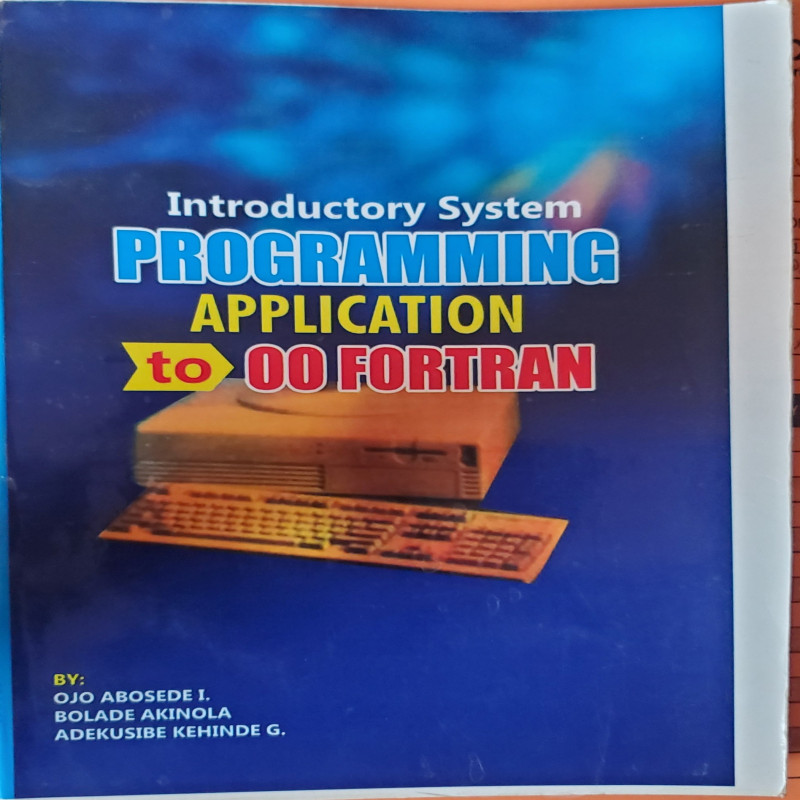 Introductory System
PROGRAMMING
APPLICATION
to OO FORTRAN
BY:
OJO ABOSEDE I.
BOLADE AKINOLA
ADEKUSIBE KEHINDE G.